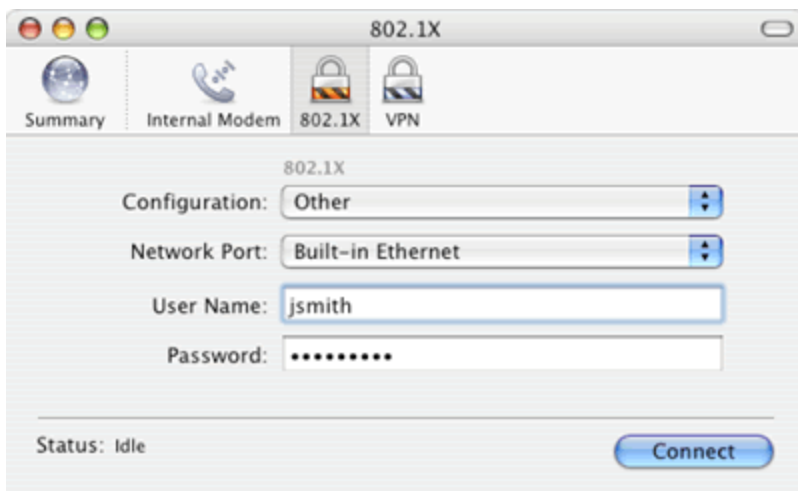 802.1X
Summary
Internal Modem
802.1X
VPN
802.1X
Configuration: Other
Network Port: Built-in Ethernet
User Name: jsmith
Password: •••••••••
Status: Idle
Connect